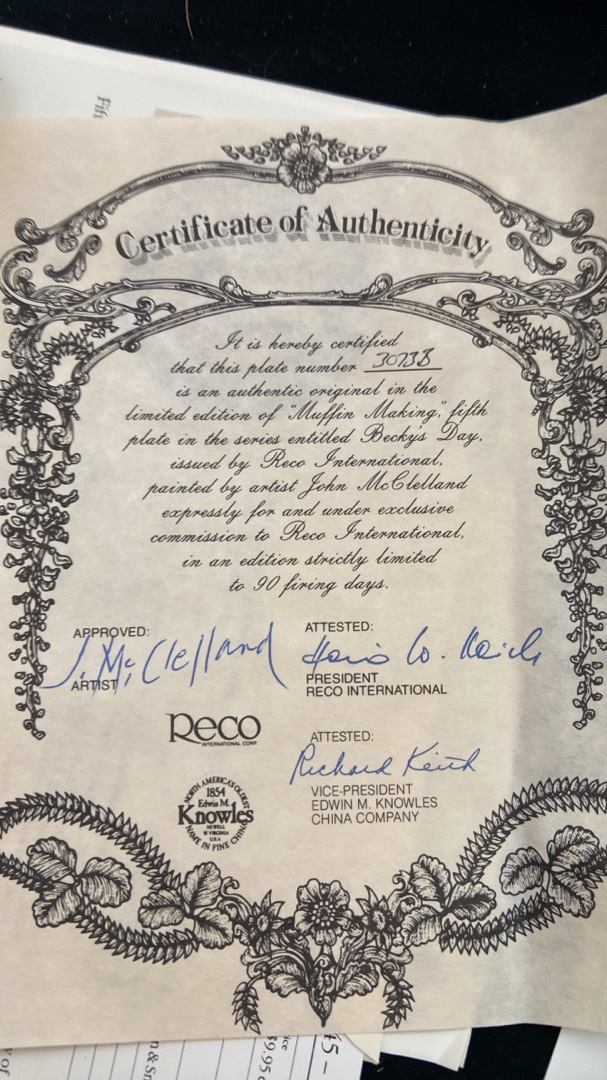 Certificate of Authenticity
It is hereby certified
that this plate number
is an authentic original in the
limited edition of "Muffin Making", fifth
plate in the series entitled Becky's Day,
issued by Reco International,
painted by artist John McClelland
expressly for and under exclusive
commission to Reco International,
in an edition strictly limited
to 90 firing days.
APPROVED:
J. McClelland
ARTIST
ATTESTED:
PRESIDENT
RECO INTERNATIONAL
Reco
INTERNATIONAL CORP.
ATTESTED:
Richard Keith
VICE-PRESIDENT
EDWIN M. KNOWLES
CHINA COMPANY
NORTH AMERICA'S OLDEST
1854
Edwin M.
Knowles
NEWELL
W. VIRGINIA
U.S.A.
NAME IN FINE CHINA